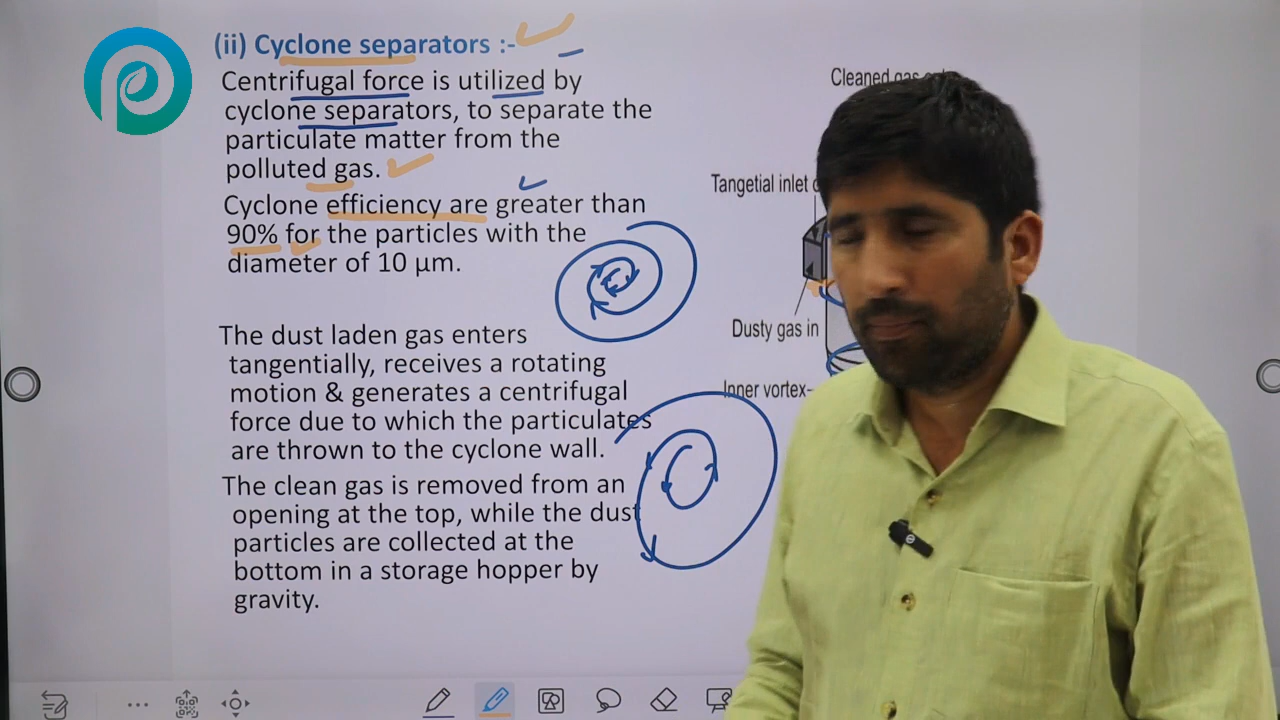 (ii) Cyclone separators :-
Centrifugal force is utilized by
cyclone separators, to separate the
particulate matter from the
polluted gas.
Cyclone efficiency are greater than
90% for the particles with the
diameter of 10 µm.
The dust laden gas enters
tangentially, receives a rotating
motion & generates a centrifugal
force due to which the particulates
are thrown to the cyclone wall.
The clean gas is removed from an
opening at the top, while the dust
particles are collected at the
bottom in a storage hopper by
gravity.
Cleaned gas
Tangetial inlet
Dusty gas in
Inner vortex